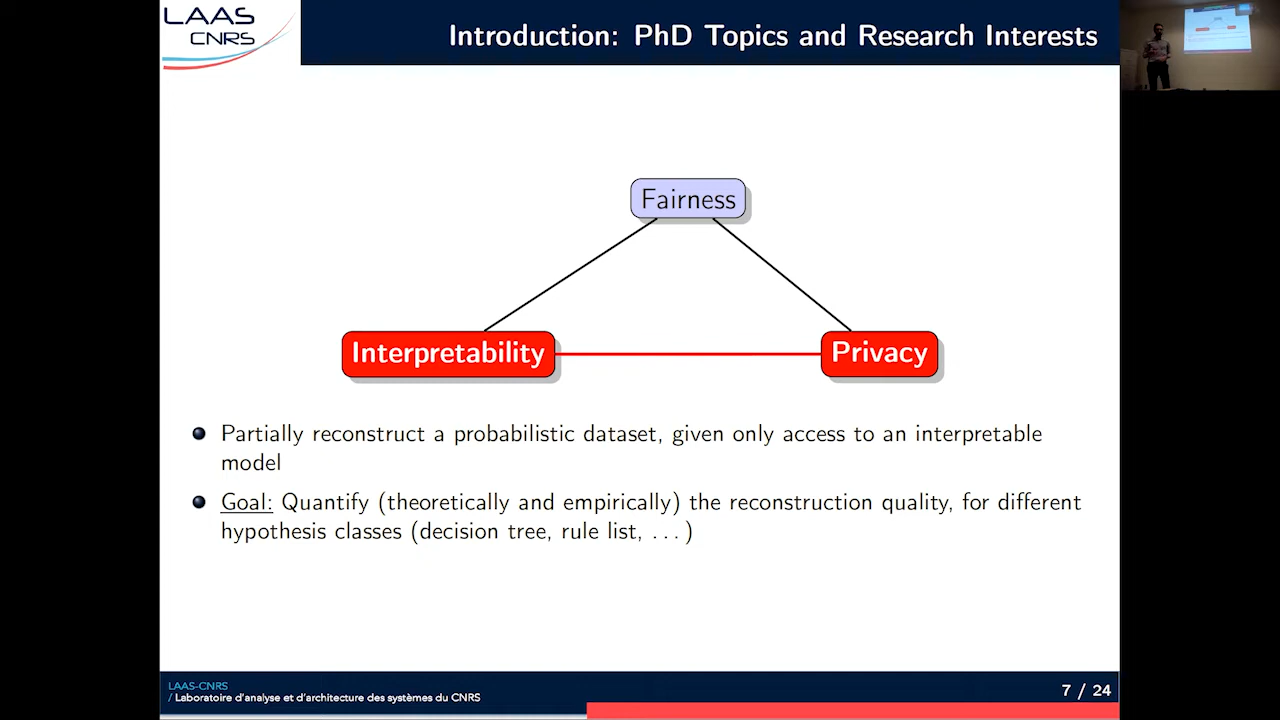 LAAS
CNRS
Introduction: PhD Topics and Research Interests
Fairness
Interpretability
Privacy
Partially reconstruct a probabilistic dataset, given only access to an interpretable
model
Goal: Quantify (theoretically and empirically) the reconstruction quality, for different
hypothesis classes (decision tree, rule list, . . . )
LAAS-CNRS
/ Laboratoire d'analyse et d'architecture des systèmes du CNRS
7 / 24